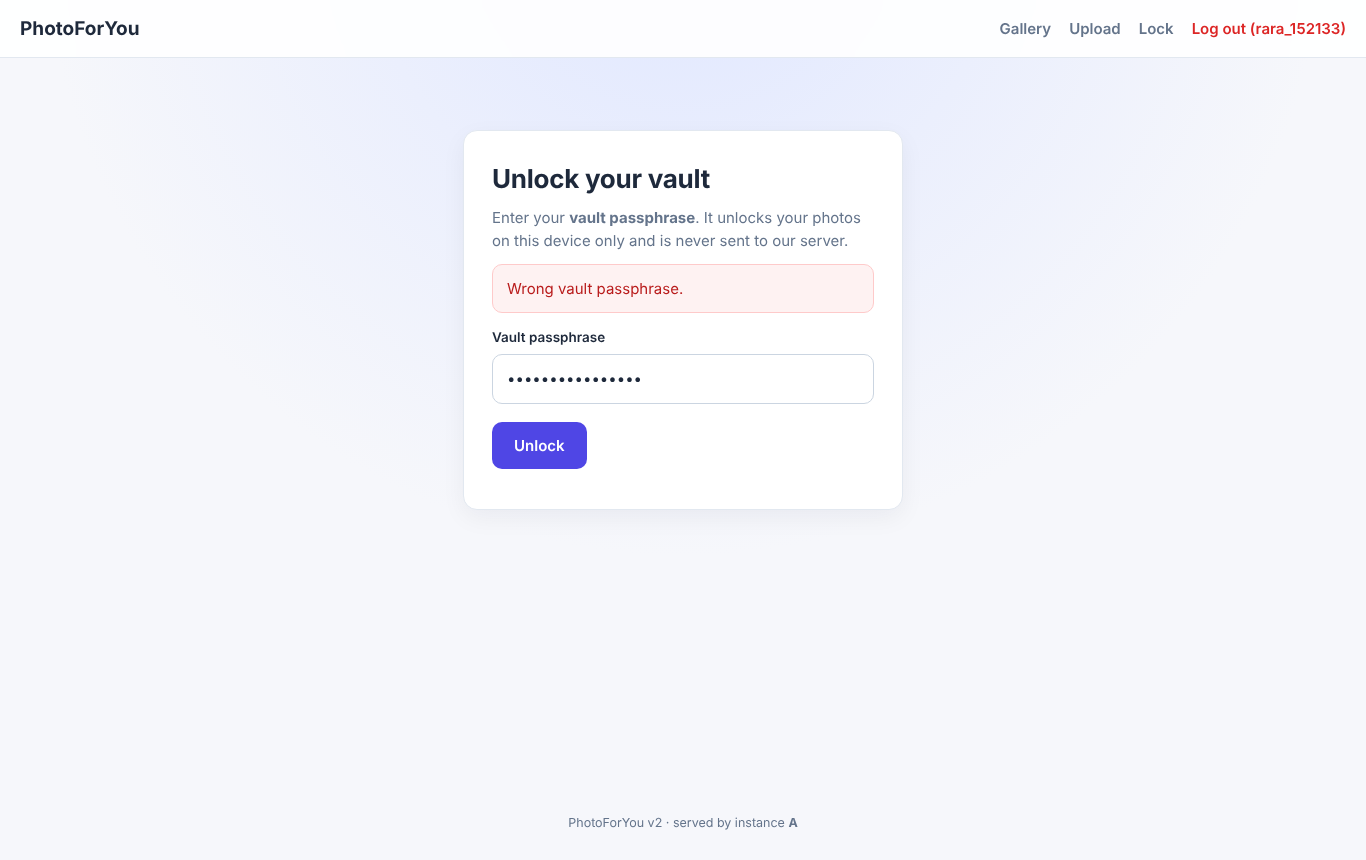 PhotoForYou
Gallery Upload Lock Log out (rara_152133)
Unlock your vault
Enter your vault passphrase. It unlocks your photos
on this device only and is never sent to our server.
Wrong vault passphrase.
Vault passphrase
••••••••••••••••
Unlock
PhotoForYou v2 · served by instance A